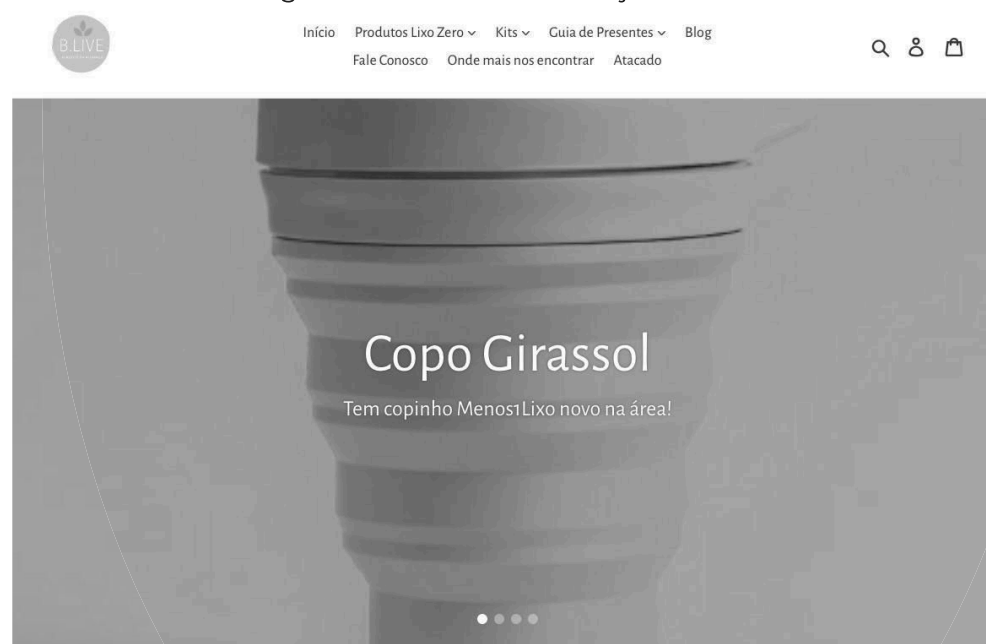 B.LIVE
Início Produtos Lixo Zero Kits Guia de Presentes Blog
Fale Conosco Onde mais nos encontrar Atacado
Copo Girassol
Tem copinho Menos1Lixo novo na área!